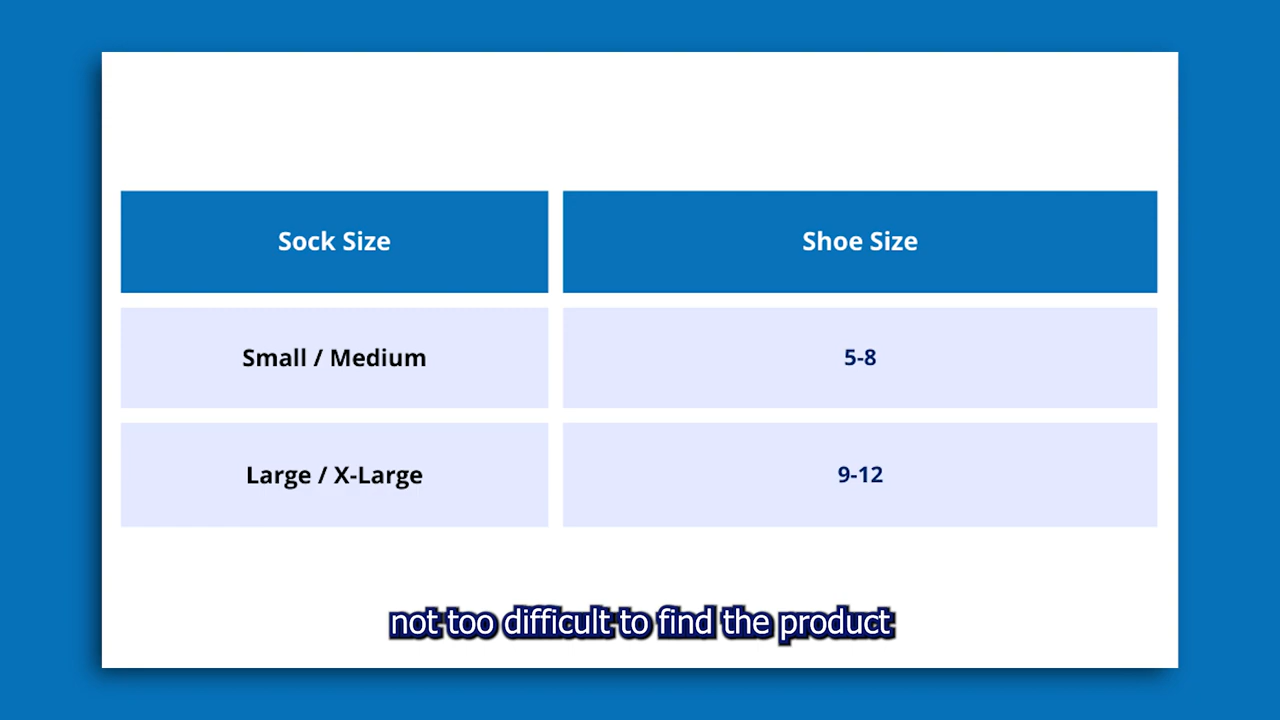 Sock Size
Shoe Size
Small / Medium
5-8
Large / X-Large
9-12
not too difficult to find the product